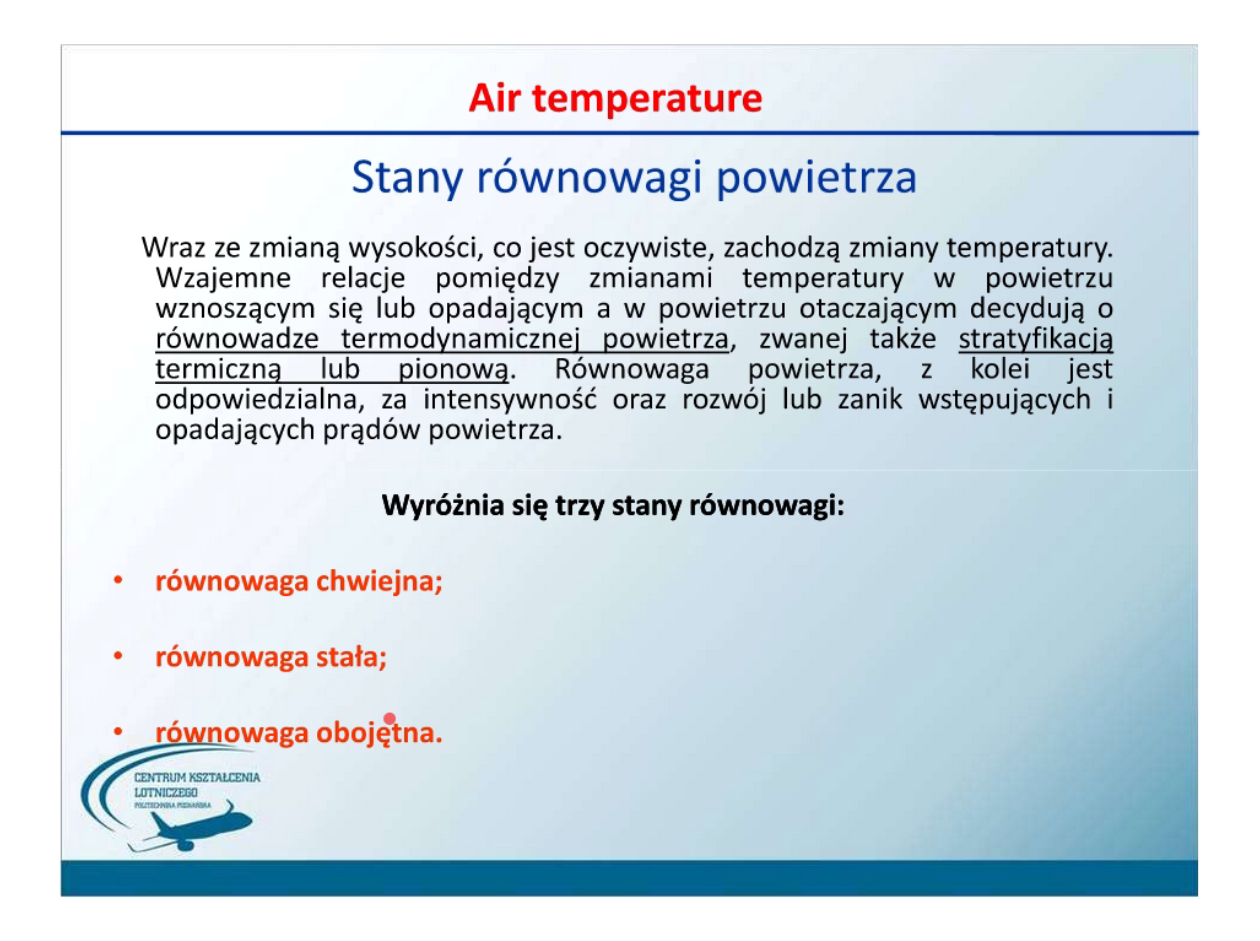 Air temperature
Stany równowagi powietrza
Wraz ze zmianą wysokości, co jest oczywiste, zachodzą zmiany temperatury.
Wzajemne relacje pomiędzy zmianami temperatury w powietrzu
wznoszącym się lub opadającym a w powietrzu otaczającym decydują o
równowadze termodynamicznej powietrza, zwanej także stratyfikacją
termiczną lub pionową. Równowaga powietrza, z kolei jest
odpowiedzialna, za intensywność oraz rozwój lub zanik wstępujących i
opadających prądów powietrza.
Wyróżnia się trzy stany równowagi:
• równowaga chwiejna;
• równowaga stała;
• równowaga obojętna.
CENTRUM KSZTAŁCENIA
LOTNICZEGO
POLITECHNIKA POZNAŃSKA